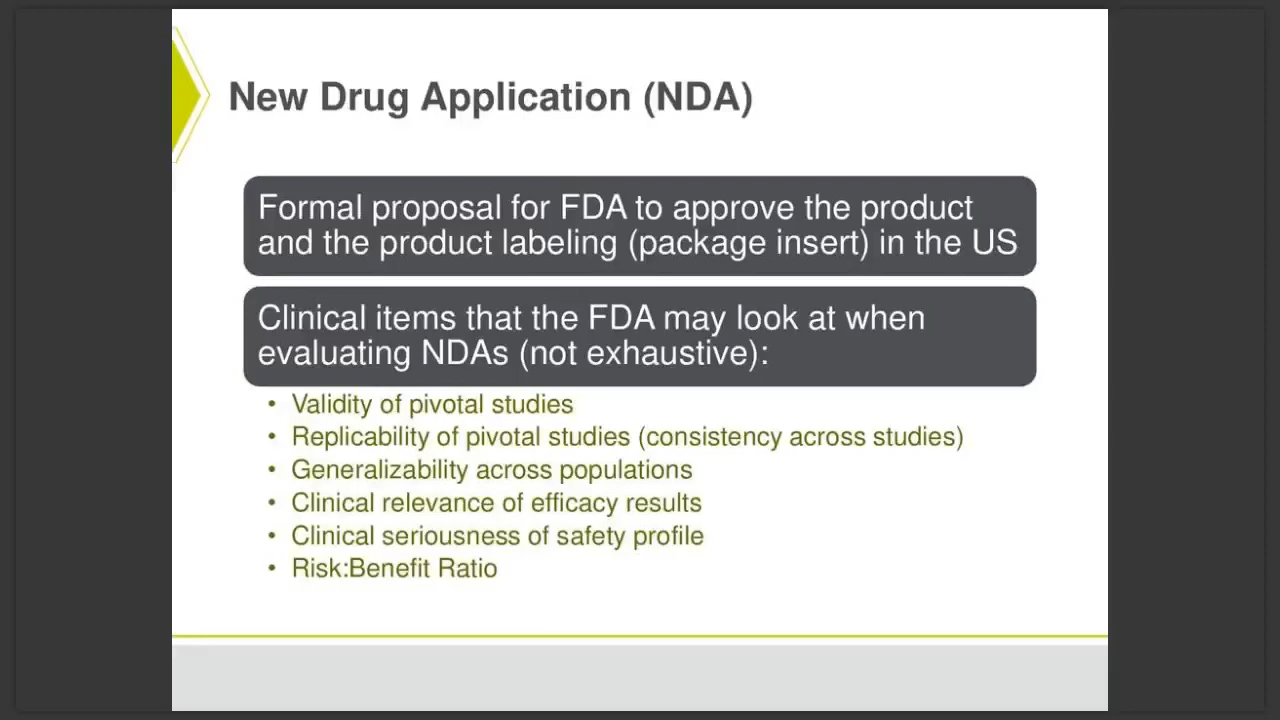 New Drug Application (NDA)
Formal proposal for FDA to approve the product
and the product labeling (package insert) in the US
Clinical items that the FDA may look at when
evaluating NDAs (not exhaustive):
• Validity of pivotal studies
• Replicability of pivotal studies (consistency across studies)
• Generalizability across populations
• Clinical relevance of efficacy results
• Clinical seriousness of safety profile
• Risk:Benefit Ratio